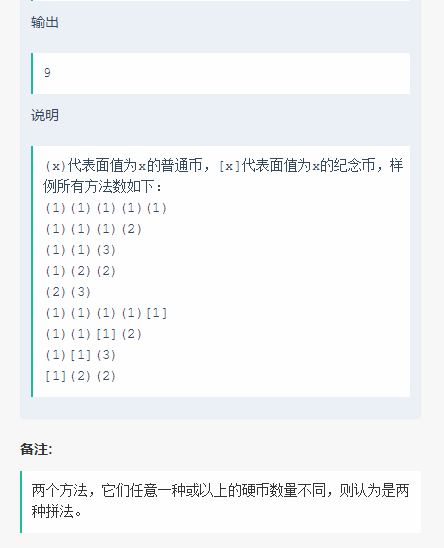 输出
9
说明
(x)代表面值为x的普通币，[x]代表面值为x的纪念币，样
例所有方法数如下：
(1)(1)(1)(1)(1)
(1)(1)(1)(2)
(1)(1)(3)
(1)(2)(2)
(2)(3)
(1)(1)(1)(1)[1]
(1)(1)[1](2)
(1)[1](3)
[1](2)(2)
备注:
两个方法，它们任意一种或以上的硬币数量不同，则认为是两
种拼法。